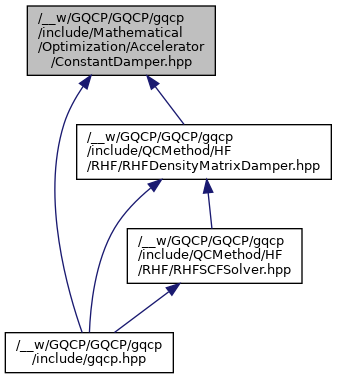 /__w/GQCP/GQCP/gqcp
/include/Mathematical
/Optimization/Accelerator
/ConstantDamper.hpp
/__w/GQCP/GQCP/gqcp
/include/QCMethod/HF
/RHF/RHFDensityMatrixDamper.hpp
/__w/GQCP/GQCP/gqcp
/include/QCMethod/HF
/RHF/RHFSCFSolver.hpp
/__w/GQCP/GQCP/gqcp
/include/gqcp.hpp